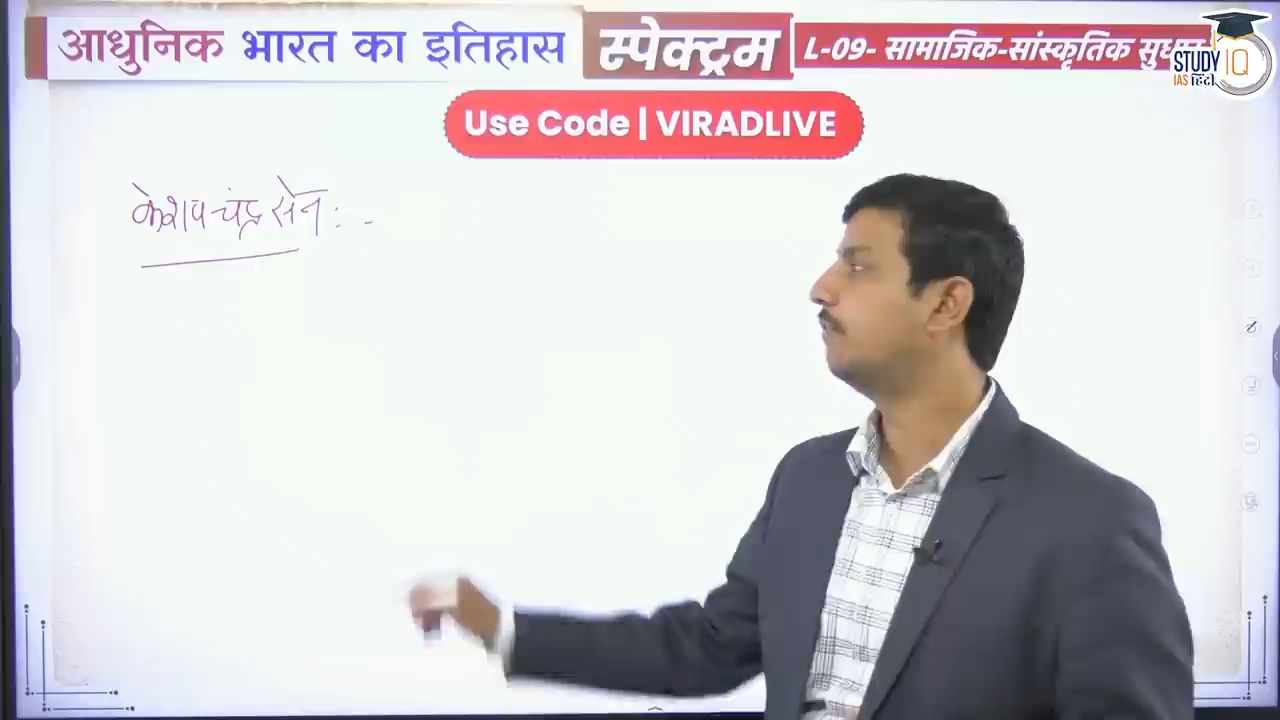 आधुनिक भारत का इतिहास स्पेक्ट्रम L-09- सामाजिक-सांस्कृतिक
STUDY IQ
IAS हिंदी
Use Code | VIRADLIVE
केशवचंद्र सेन : -